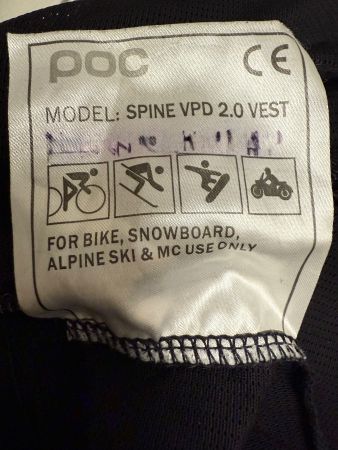 POC CE
MODEL: SPINE VPD 2.0 VEST
FOR BIKE, SNOWBOARD,
ALPINE SKI & MC USE ONLY